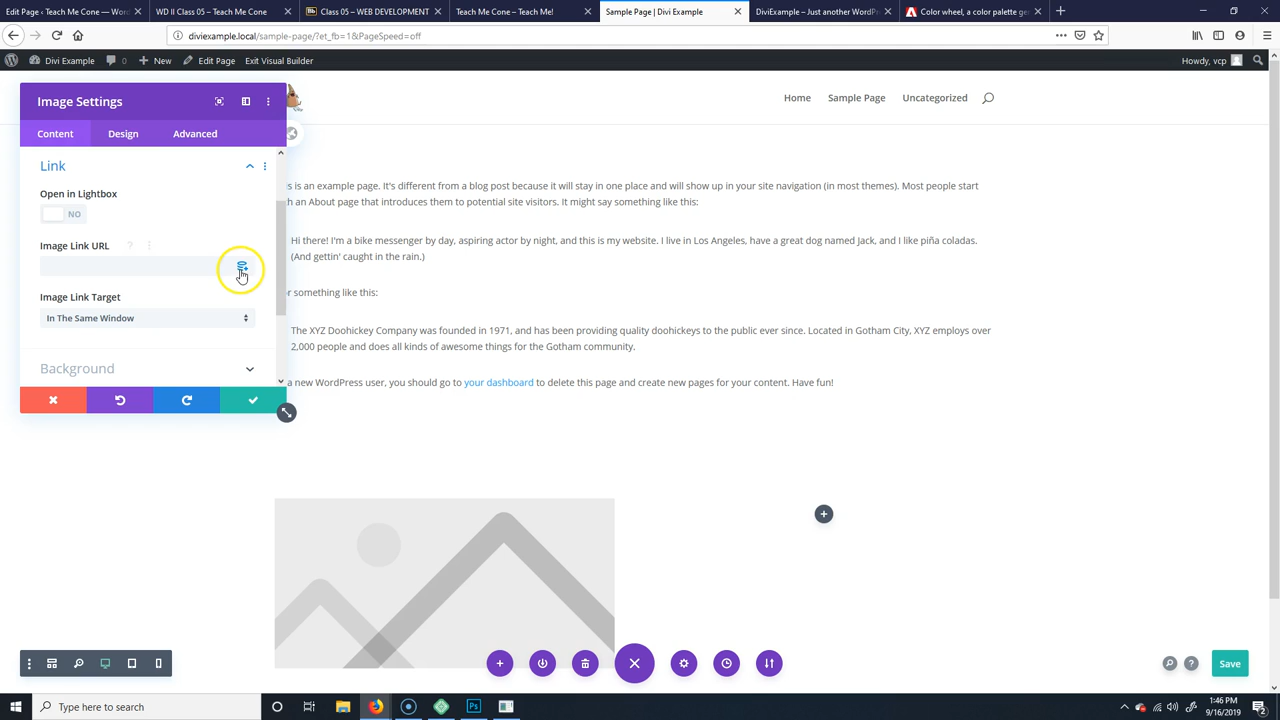 Edit Page ‹ Teach Me Cone — Word
WD II Class 05 – Teach Me Cone
Class 05 – WEB DEVELOPMENT
Teach Me Cone – Teach Me!
Sample Page | Divi Example
DiviExample – Just another WordPr
Color wheel, a color palette ge
diviexample.local/sample-page/?et_fb=1&PageSpeed=off
Divi Example
0
New
Edit Page
Exit Visual Builder
Howdy, vcp
Image Settings
Home
Sample Page
Uncategorized
Content
Design
Advanced
Link
Open in Lightbox
NO
Image Link URL
Image Link Target
In The Same Window
Background
s is an example page. It's different from a blog post because it will stay in one place and will show up in your site navigation (in most themes). Most people start
h an About page that introduces them to potential site visitors. It might say something like this:
Hi there! I'm a bike messenger by day, aspiring actor by night, and this is my website. I live in Los Angeles, have a great dog named Jack, and I like piña coladas.
(And gettin' caught in the rain.)
or something like this:
The XYZ Doohickey Company was founded in 1971, and has been providing quality doohickeys to the public ever since. Located in Gotham City, XYZ employs over
2,000 people and does all kinds of awesome things for the Gotham community.
a new WordPress user, you should go to your dashboard to delete this page and create new pages for your content. Have fun!
Save
Type here to search
1:46 PM
9/16/2019
2